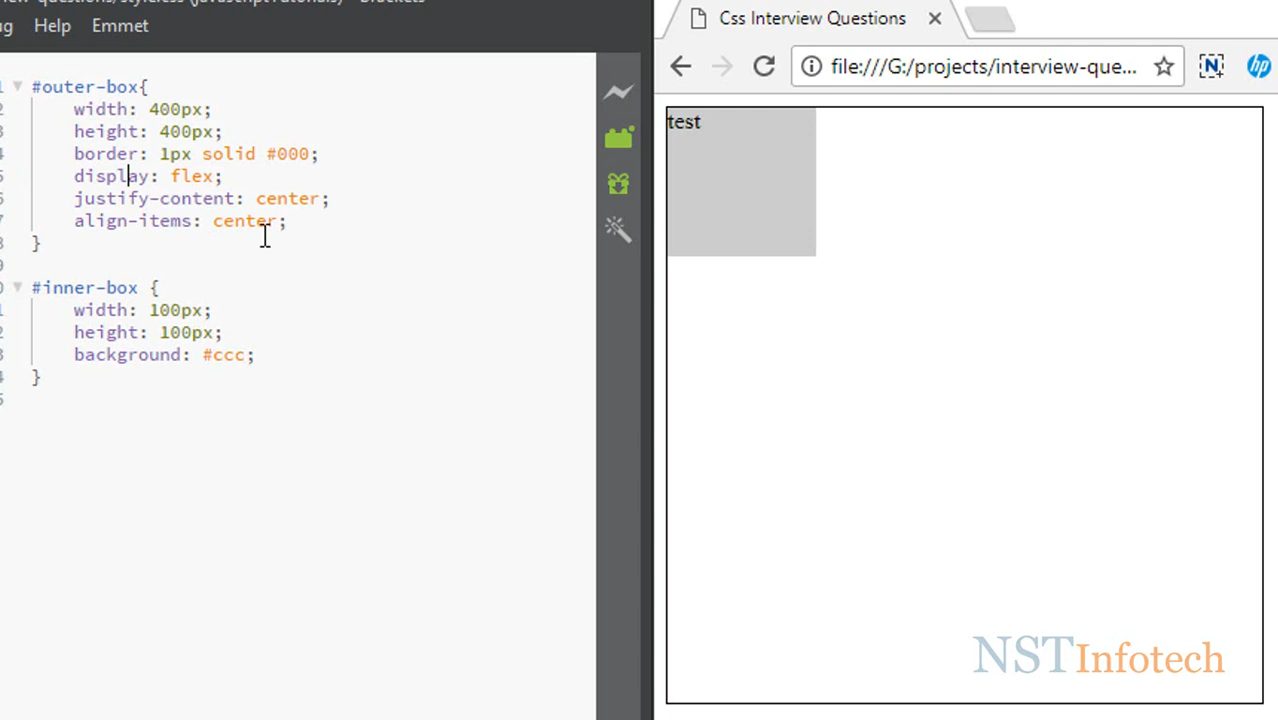 Help Emmet
#outer-box{
width: 400px;
height: 400px;
border: 1px solid #000;
display: flex;
justify-content: center;
align-items: center;
}
#inner-box {
width: 100px;
height: 100px;
background: #ccc;
}
Css Interview Questions
file:///G:/projects/interview-que...
N
hp
test
NSTInfotech